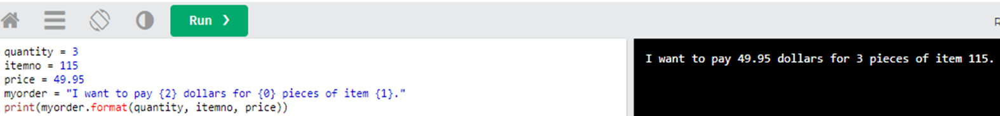 Run ❯
R
quantity = 3
itemno = 115
price = 49.95
myorder = "I want to pay {2} dollars for {0} pieces of item {1}."
print(myorder.format(quantity, itemno, price))
I want to pay 49.95 dollars for 3 pieces of item 115.